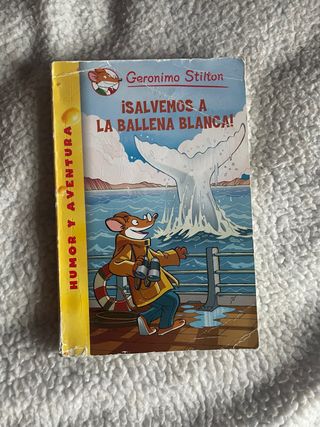 Geronimo Stilton
¡SALVEMOS A
LA BALLENA BLANCA!
HUMOR Y AVENTURA